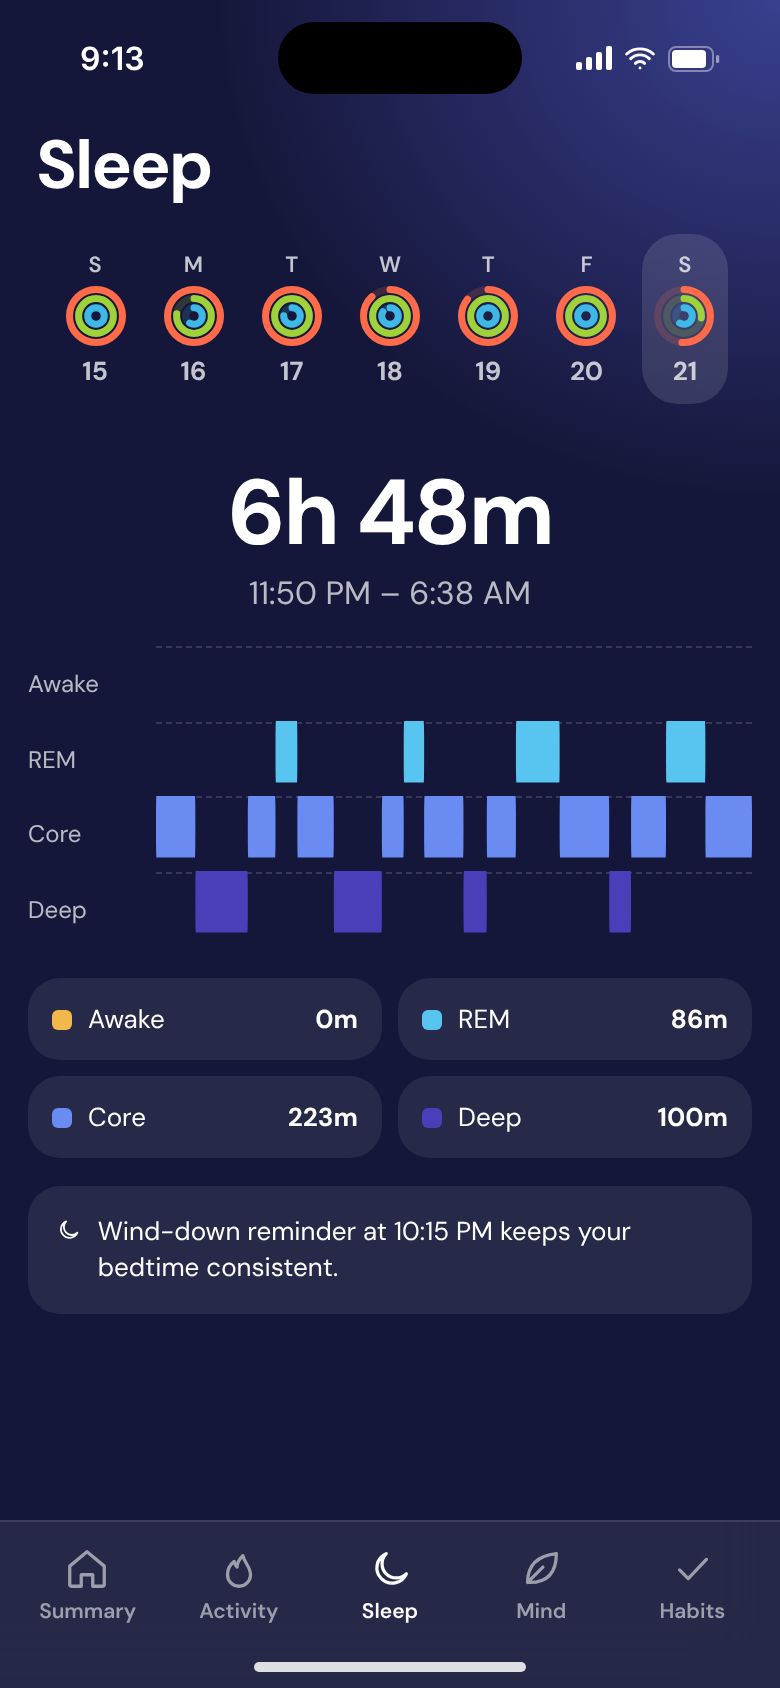 9:13
Sleep
S M T W T F S
15 16 17 18 19 20 21
6h 48m
11:50 PM – 6:38 AM
Awake
REM
Core
Deep
Awake 0m REM 86m
Core 223m Deep 100m
Wind-down reminder at 10:15 PM keeps your
bedtime consistent.
Summary Activity Sleep Mind Habits